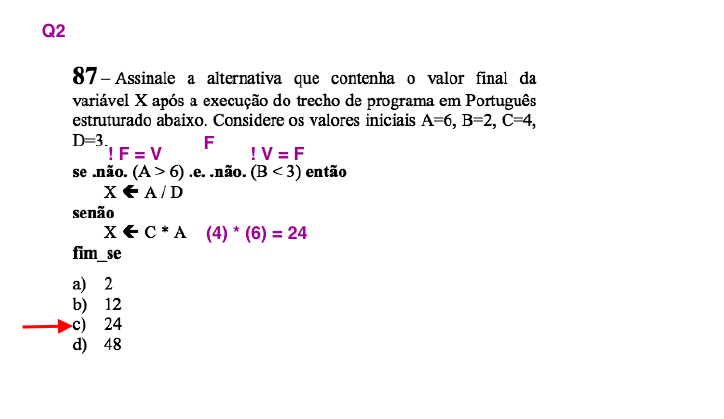 Q2
87 – Assinale a alternativa que contenha o valor final da
variável X após a execução do trecho de programa em Português
estruturado abaixo. Considere os valores iniciais A=6, B=2, C=4,
D=3.
F
! F = V ! V = F
se .não. (A > 6) .e. .não. (B < 3) então
X 🡨 A / D
senão
X 🡨 C * A (4) * (6) = 24
fim_se
a) 2
b) 12
c) 24
d) 48